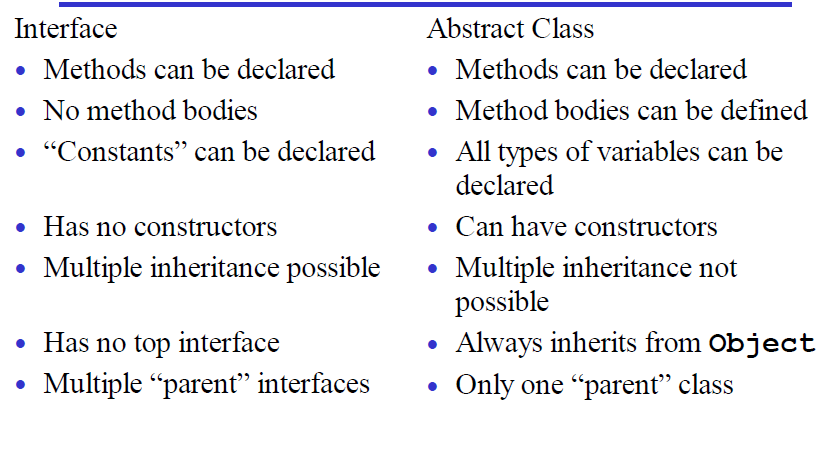 Interface
• Methods can be declared
• No method bodies
• “Constants” can be declared
• Has no constructors
• Multiple inheritance possible
• Has no top interface
• Multiple “parent” interfaces
Abstract Class
• Methods can be declared
• Method bodies can be defined
• All types of variables can be
declared
• Can have constructors
• Multiple inheritance not
possible
• Always inherits from Object
• Only one “parent” class